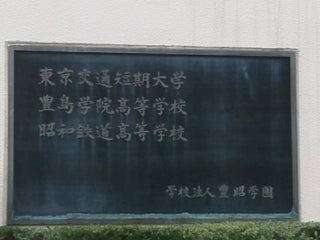 東京交通短期大学
豊島学院高等学校
昭和鉄道高等学校
学校法人豊昭学園